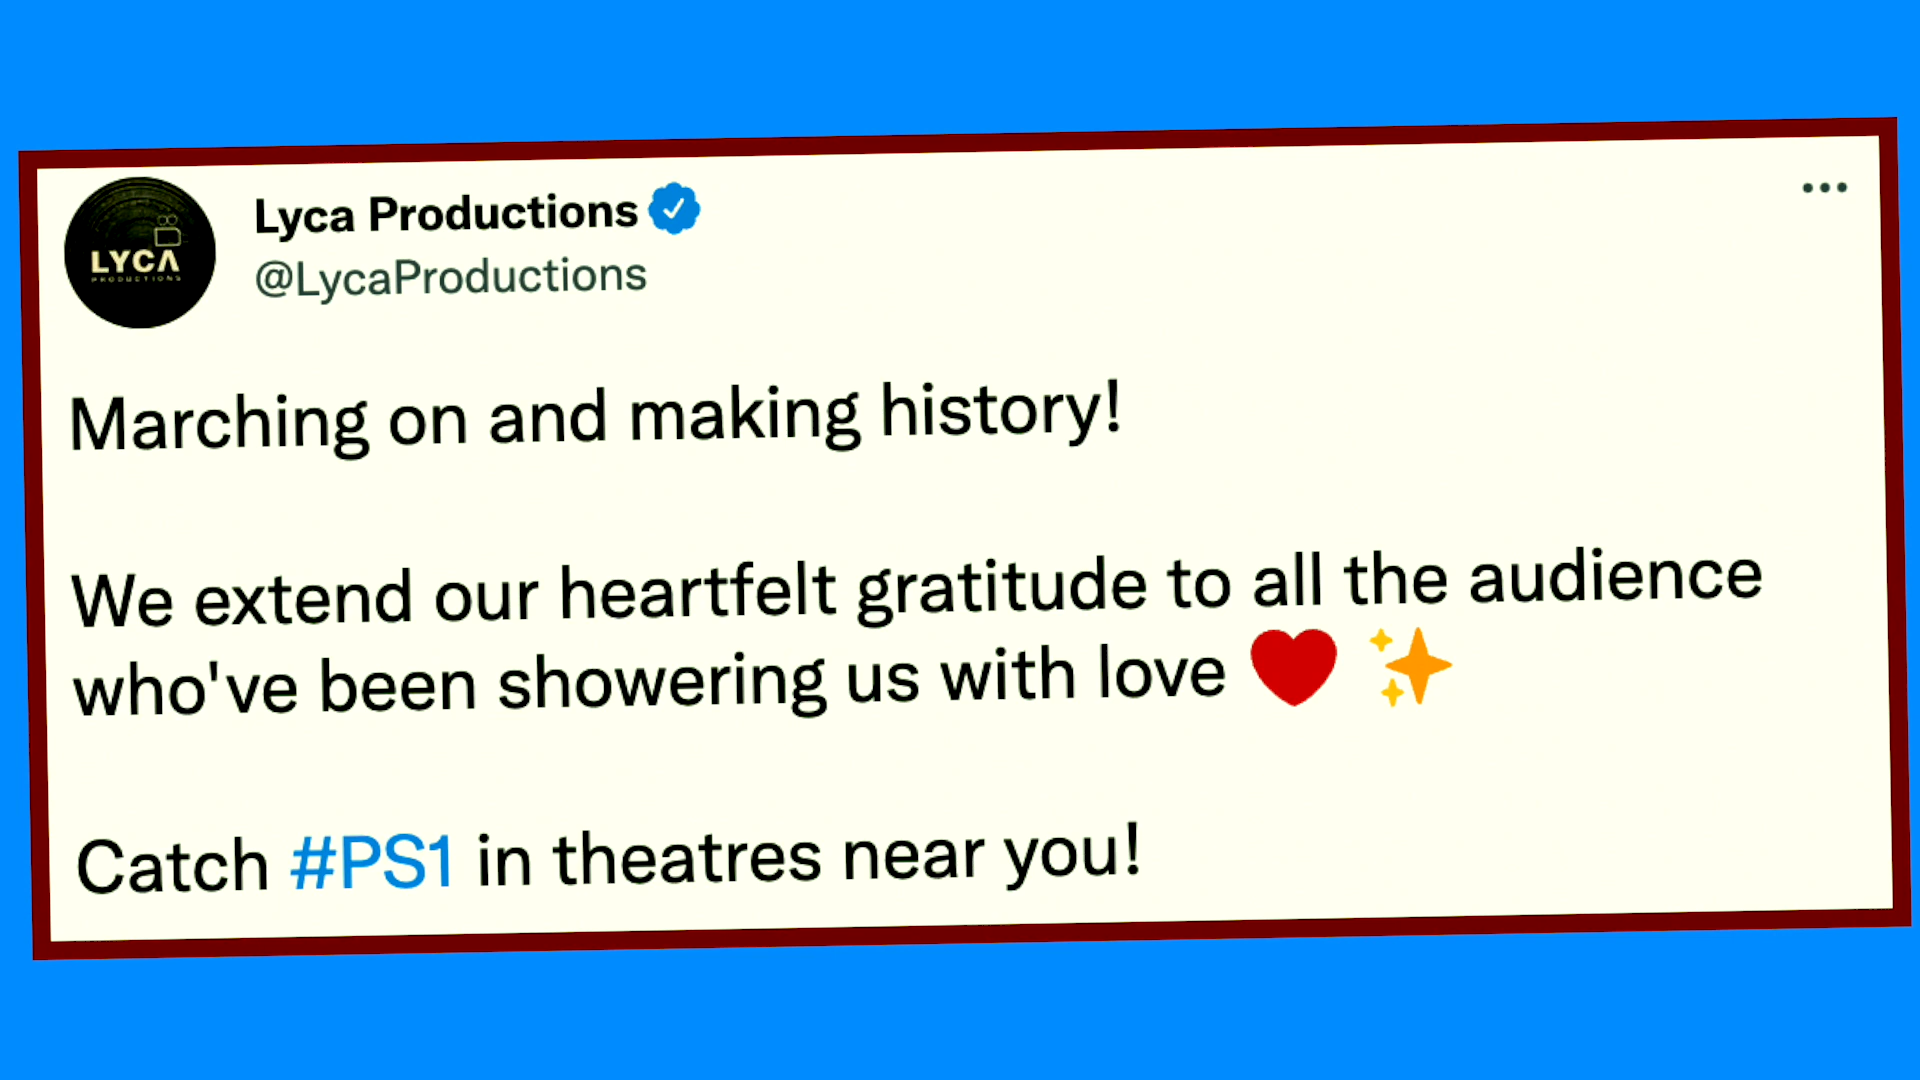 Lyca Productions
@LycaProductions
LYCA
PRODUCTIONS
Marching on and making history!
We extend our heartfelt gratitude to all the audience
who've been showering us with love ❤️ ✨
Catch #PS1 in theatres near you!